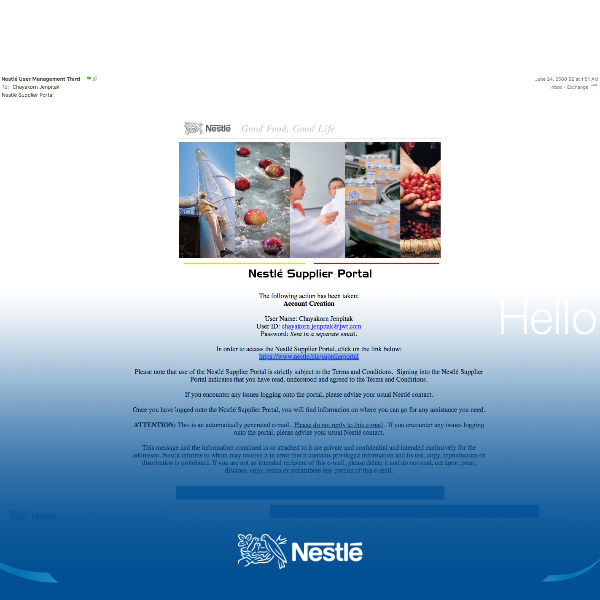 Nestlé User Management Third
June 24, 2560 BE at 1:51 AM
To: Chayakorn Jenpitak
Inbox - Exchange
Nestlé Supplier Portal
Nestlé Good Food, Good Life
Nestlé Supplier Portal
The following action has been taken:
Account Creation
Hello
User Name: Chayakorn Jenpitak
User ID: chayakorn.jenpitak@jwt.com
Password: Sent in a separate email.
In order to access the Nestlé Supplier Portal, click on the link below:
https://www.nestle.biz/supplierportal
Please note that use of the Nestlé Supplier Portal is strictly subject to the Terms and Conditions. Signing into the Nestlé Supplier
Portal indicates that you have read, understood and agreed to the Terms and Conditions.
If you encounter any issues logging onto the portal, please advise your usual Nestlé contact.
Once you have logged onto the Nestlé Supplier Portal, you will find information on where you can go for any assistance you need.
ATTENTION: This is an automatically generated e-mail. Please do not reply to this e-mail. If you encounter any issues logging
onto the portal, please advise your usual Nestlé contact.
This message and the information contained in or attached to it are private and confidential and intended exclusively for the
addressee. Nestlé informs to whom may receive it in error that it contains privileged information and its use, copy, reproduction or
distribution is prohibited. If you are not an intended recipient of this e-mail, please delete it and do not read, act upon, print,
disclose, copy, retain or redistribute any portion of this e-mail.
Nestlé
Nestlé